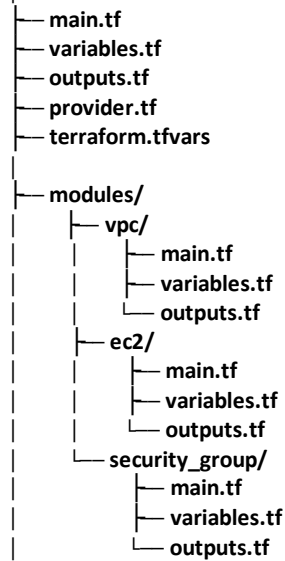 ├── main.tf
├── variables.tf
├── outputs.tf
├── provider.tf
├── terraform.tfvars
│
├── modules/
│   ├── vpc/
│   │   ├── main.tf
│   │   ├── variables.tf
│   │   └── outputs.tf
│   ├── ec2/
│   │   ├── main.tf
│   │   ├── variables.tf
│   │   └── outputs.tf
│   └── security_group/
│       ├── main.tf
│       ├── variables.tf
│       └── outputs.tf